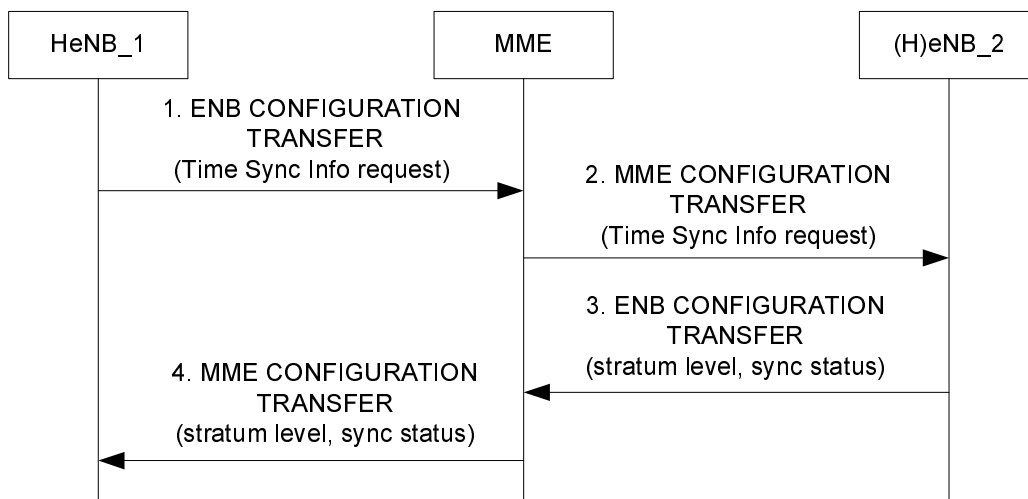 HeNB_1
MME
(H)eNB_2
1. ENB CONFIGURATION
TRANSFER
(Time Sync Info request)
2. MME CONFIGURATION
TRANSFER
(Time Sync Info request)
3. ENB CONFIGURATION
TRANSFER
(stratum level, sync status)
4. MME CONFIGURATION
TRANSFER
(stratum level, sync status)